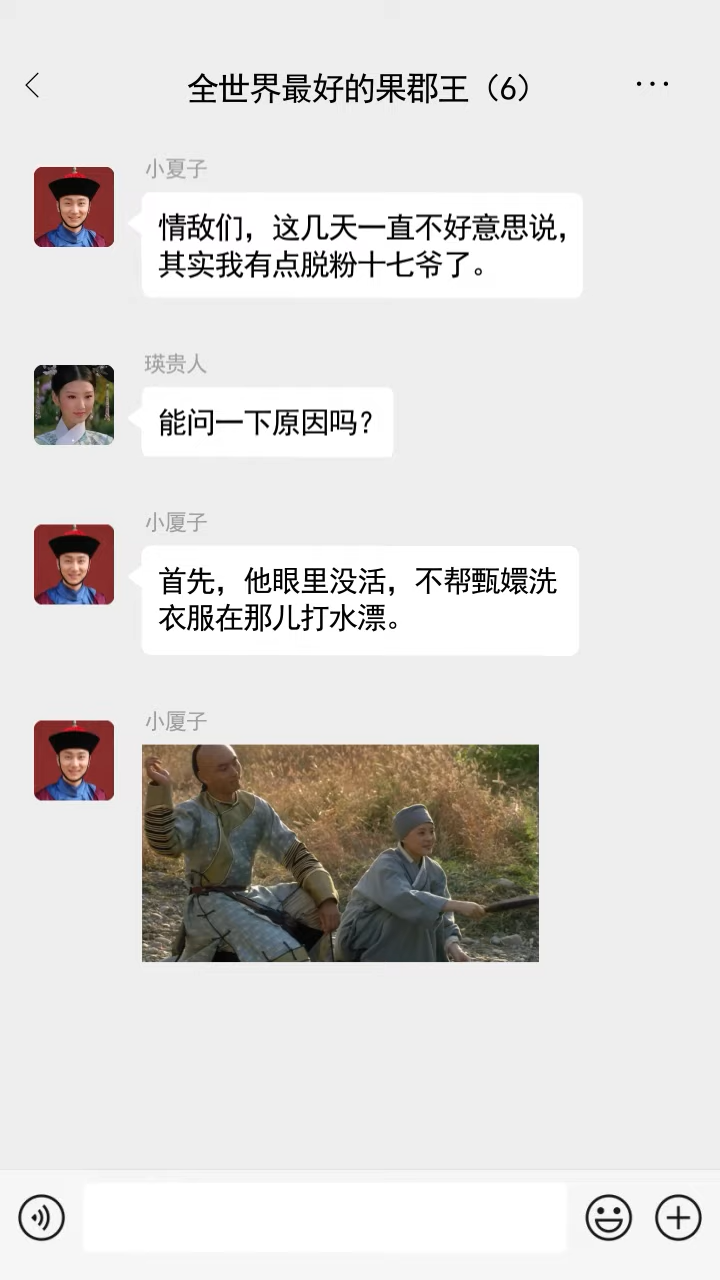 全世界最好的果郡王（6）
小夏子
情敌们，这几天一直不好意思说，
其实我有点脱粉十七爷了。
瑛贵人
能问一下原因吗？
小厦子
首先，他眼里没活，不帮甄嬛洗
衣服在那儿打水漂。
小厦子